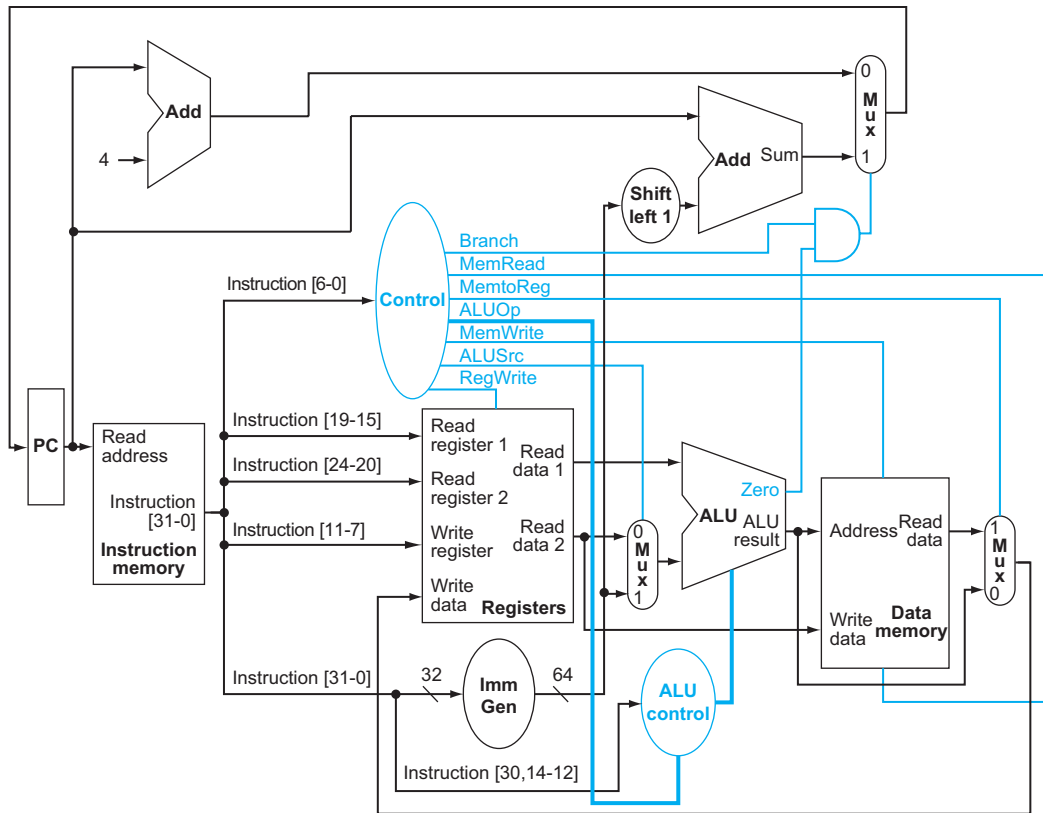 Add
4
0
M
u
x
1
Add Sum
Shift
left 1
Branch
MemRead
MemtoReg
ALUOp
MemWrite
ALUSrc
RegWrite
Control
Instruction [6-0]
PC
Read
address
Instruction
[31-0]
Instruction
memory
Instruction [19-15]
Instruction [24-20]
Instruction [11-7]
Instruction [31-0]
Read
register 1
Read
register 2
Write
register
Write
data
Read
data 1
Read
data 2
Registers
0
M
u
x
1
Zero
ALU
ALU
result
Address
Read
data
Write
data
Data
memory
1
M
u
x
0
32
Imm
Gen
64
ALU
control
Instruction [30,14-12]